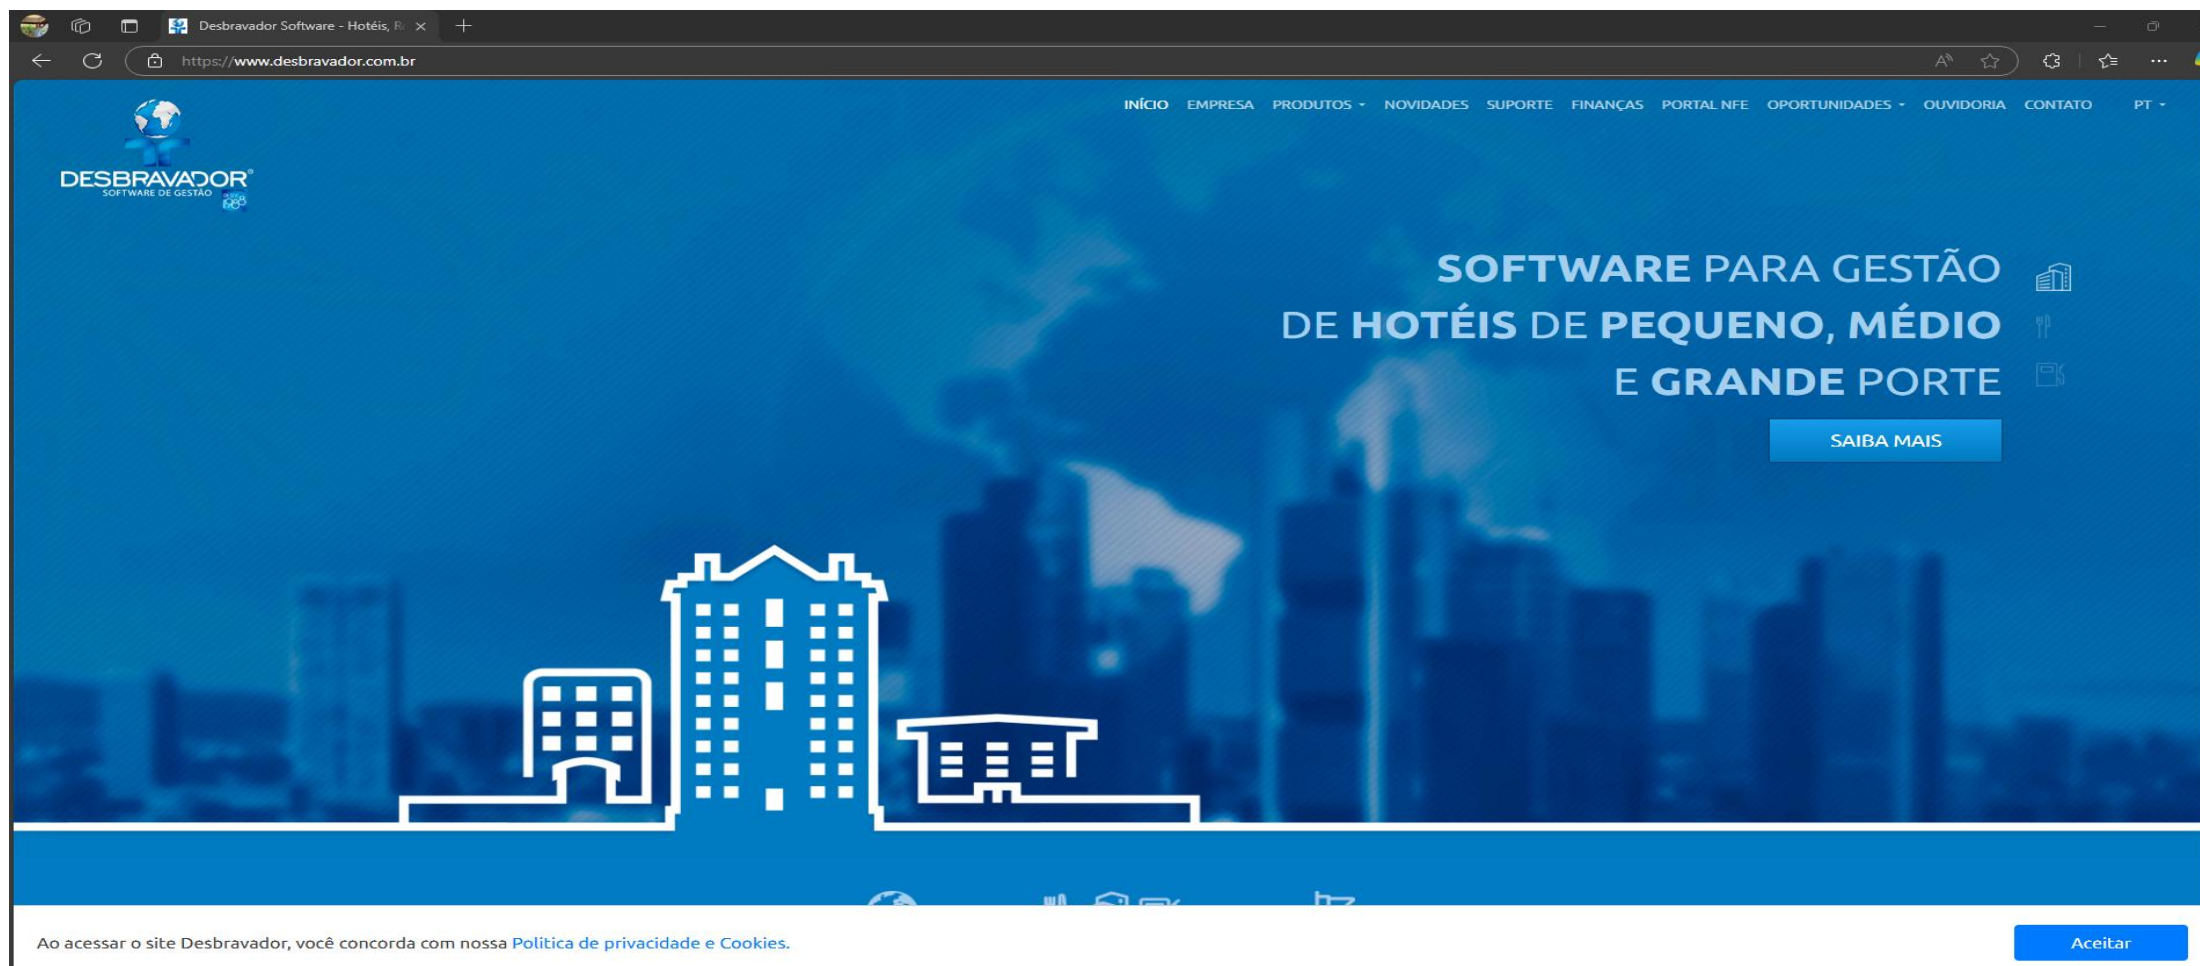 Desbravador Software - Hotéis, R
https://www.desbravador.com.br
INÍCIO EMPRESA PRODUTOS NOVIDADES SUPORTE FINANÇAS PORTAL NFE OPORTUNIDADES OUVIDORIA CONTATO PT
DESBRAVADOR®
SOFTWARE DE GESTÃO
1988
SOFTWARE PARA GESTÃO
DE HOTÉIS DE PEQUENO, MÉDIO
E GRANDE PORTE
SAIBA MAIS
Ao acessar o site Desbravador, você concorda com nossa Politica de privacidade e Cookies.
Aceitar